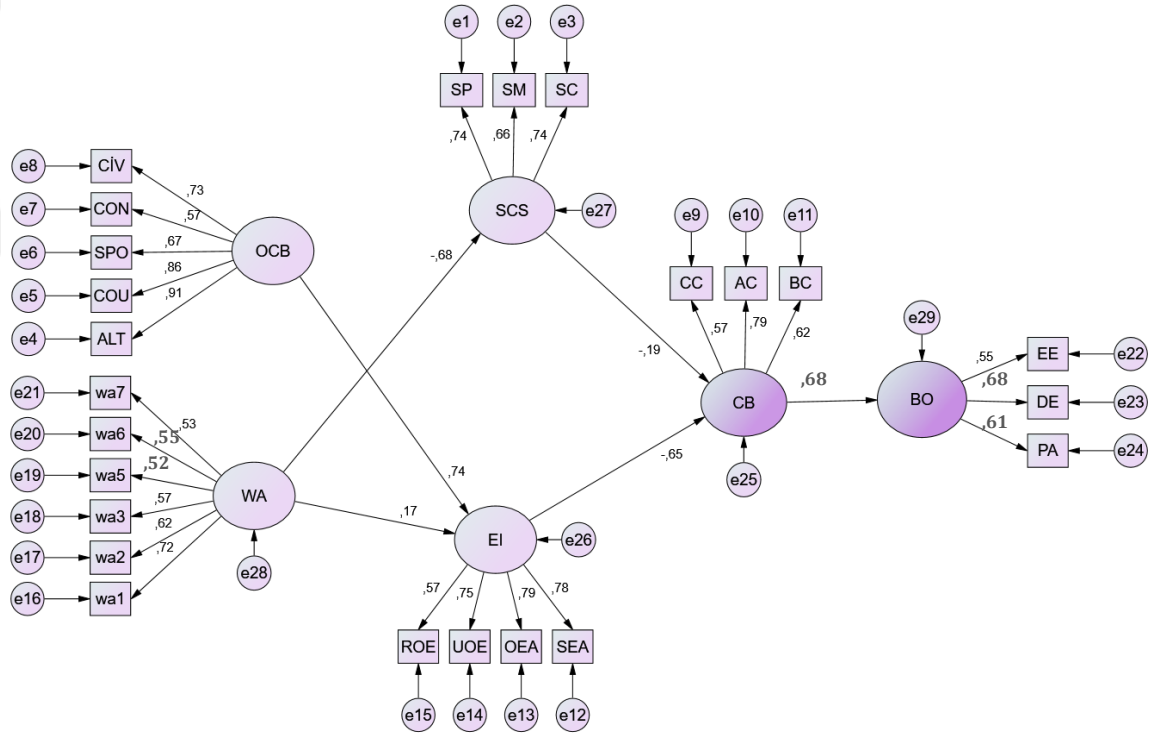 e1 e2 e3
SP SM SC
,74 ,66 ,74
e8 CİV
,73
e7 CON
,57
SCS e27
e9 e10 e11
e6 SPO ,67
OCB
-,68
,86
CC AC BC
e5 COU
,91
e29
e4 ALT
,57 ,79 ,62
-,19
,55 EE e22
e21 wa7
,68
CB ,68 BO
DE e23
,53
e20 wa6 ,55
,61
PA e24
e19 wa5 ,52
-,65
,74
e25
WA
e18 wa3 ,57
,17
,62
EI e26
e17 wa2
,72
e28
e16 wa1
,57 ,75 ,79 ,78
ROE UOE OEA SEA
e15 e14 e13 e12